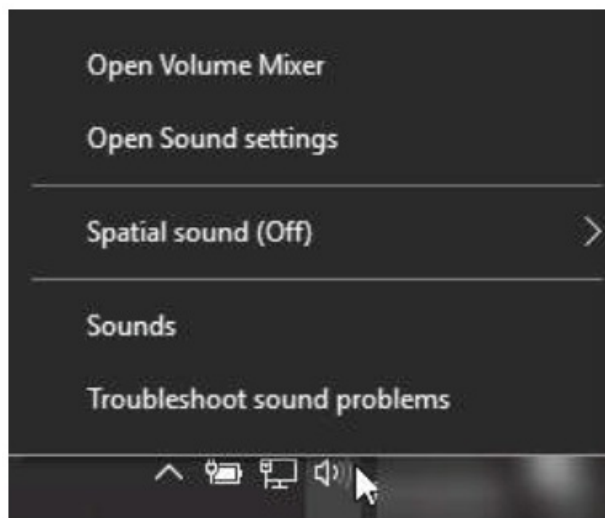 Open Volume Mixer
Open Sound settings
Spatial sound (Off)
Sounds
Troubleshoot sound problems